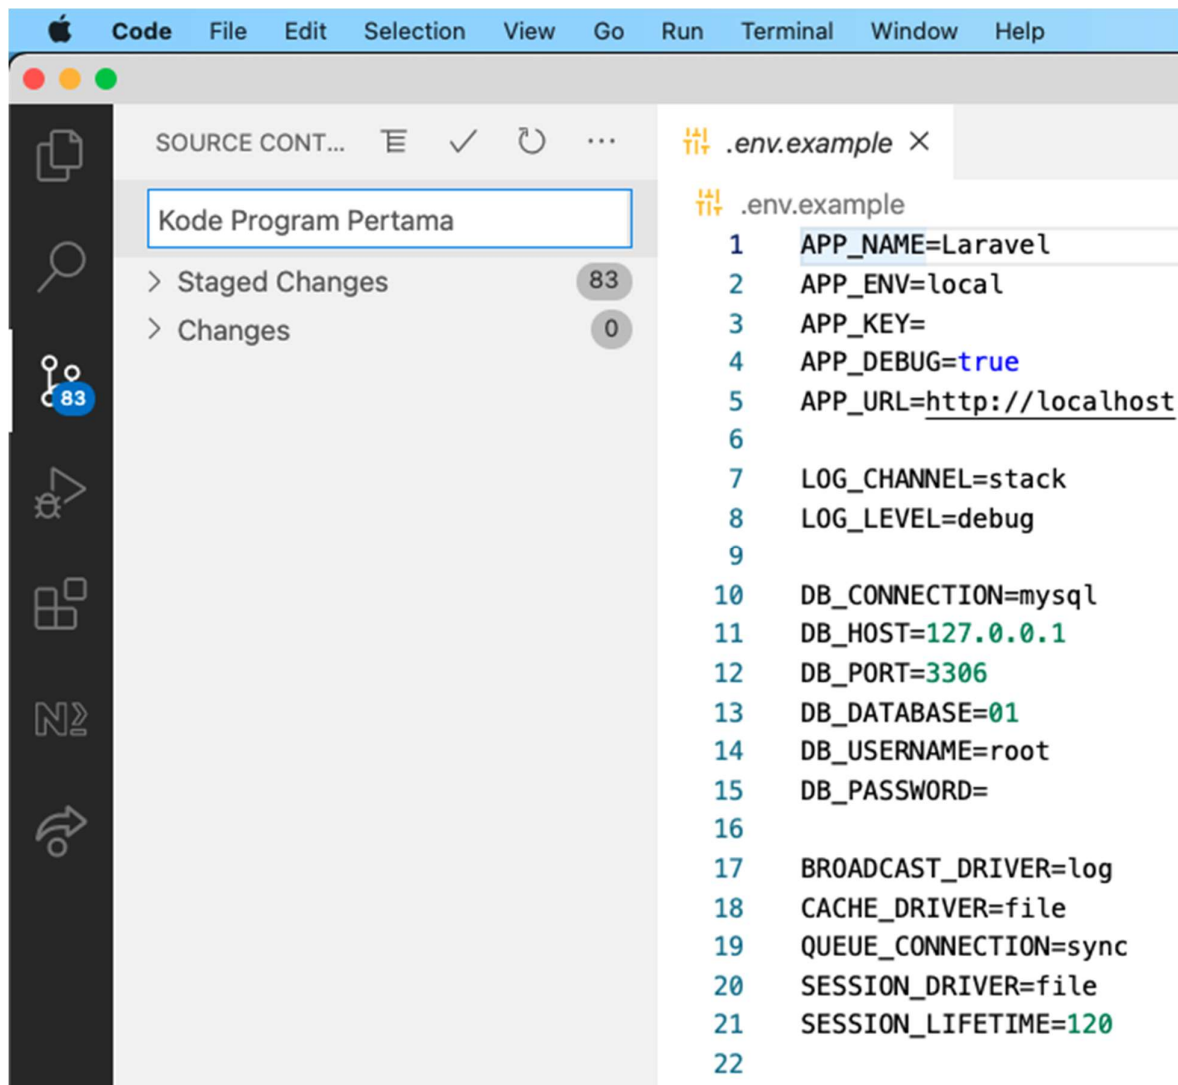 Code File Edit Selection View Go Run Terminal Window Help
SOURCE CONT... 
Kode Program Pertama
Staged Changes 83
Changes 0
83
.env.example
.env.example
1 APP_NAME=Laravel
2 APP_ENV=local
3 APP_KEY=
4 APP_DEBUG=true
5 APP_URL=http://localhost
6
7 LOG_CHANNEL=stack
8 LOG_LEVEL=debug
9
10 DB_CONNECTION=mysql
11 DB_HOST=127.0.0.1
12 DB_PORT=3306
13 DB_DATABASE=01
14 DB_USERNAME=root
15 DB_PASSWORD=
16
17 BROADCAST_DRIVER=log
18 CACHE_DRIVER=file
19 QUEUE_CONNECTION=sync
20 SESSION_DRIVER=file
21 SESSION_LIFETIME=120
22